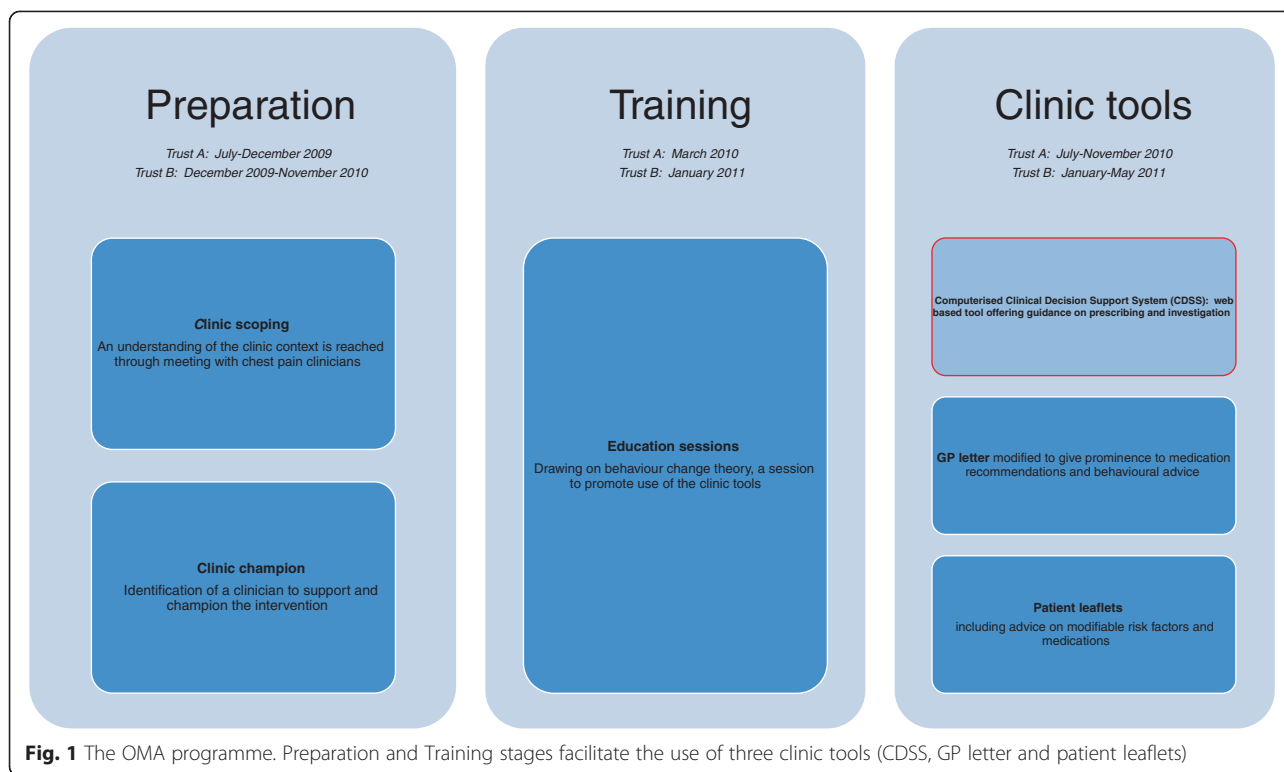 Preparation
Trust A: July-December 2009
Trust B: December 2009-November 2010
Clinic scoping
An understanding of the clinic context is reached
through meeting with chest pain clinicians
Clinic champion
Identification of a clinician to support and
champion the intervention
Training
Trust A: March 2010
Trust B: January 2011
Education sessions
Drawing on behaviour change theory, a session
to promote use of the clinic tools
Clinic tools
Trust A: July-November 2010
Trust B: January-May 2011
Computerised Clinical Decision Support System (CDSS): web
based tool offering guidance on prescribing and investigation
GP letter modified to give prominence to medication
recommendations and behavioural advice
Patient leaflets
including advice on modifiable risk factors and
medications
Fig. 1 The OMA programme. Preparation and Training stages facilitate the use of three clinic tools (CDSS, GP letter and patient leaflets)